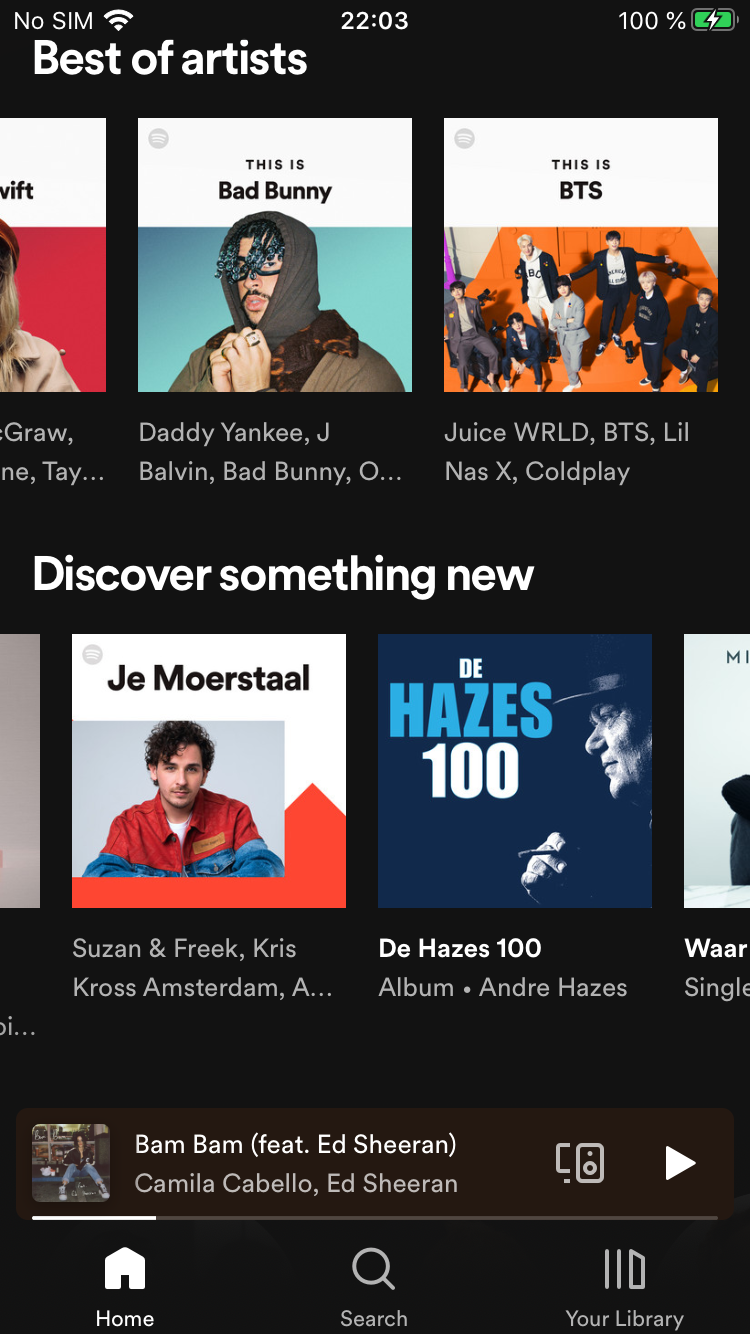 No SIM 22:03 100 %
Best of artists
wift
THIS IS
Bad Bunny
THIS IS
BTS
cGraw,
ne, Tay...
Daddy Yankee, J
Balvin, Bad Bunny, O...
Juice WRLD, BTS, Lil
Nas X, Coldplay
Discover something new
Je Moerstaal
DE
HAZES
100
MI
Suzan & Freek, Kris
Kross Amsterdam, A...
De Hazes 100
Album • Andre Hazes
Waar
Single
oi...
Bam Bam (feat. Ed Sheeran)
Camila Cabello, Ed Sheeran
Home
Search
Your Library